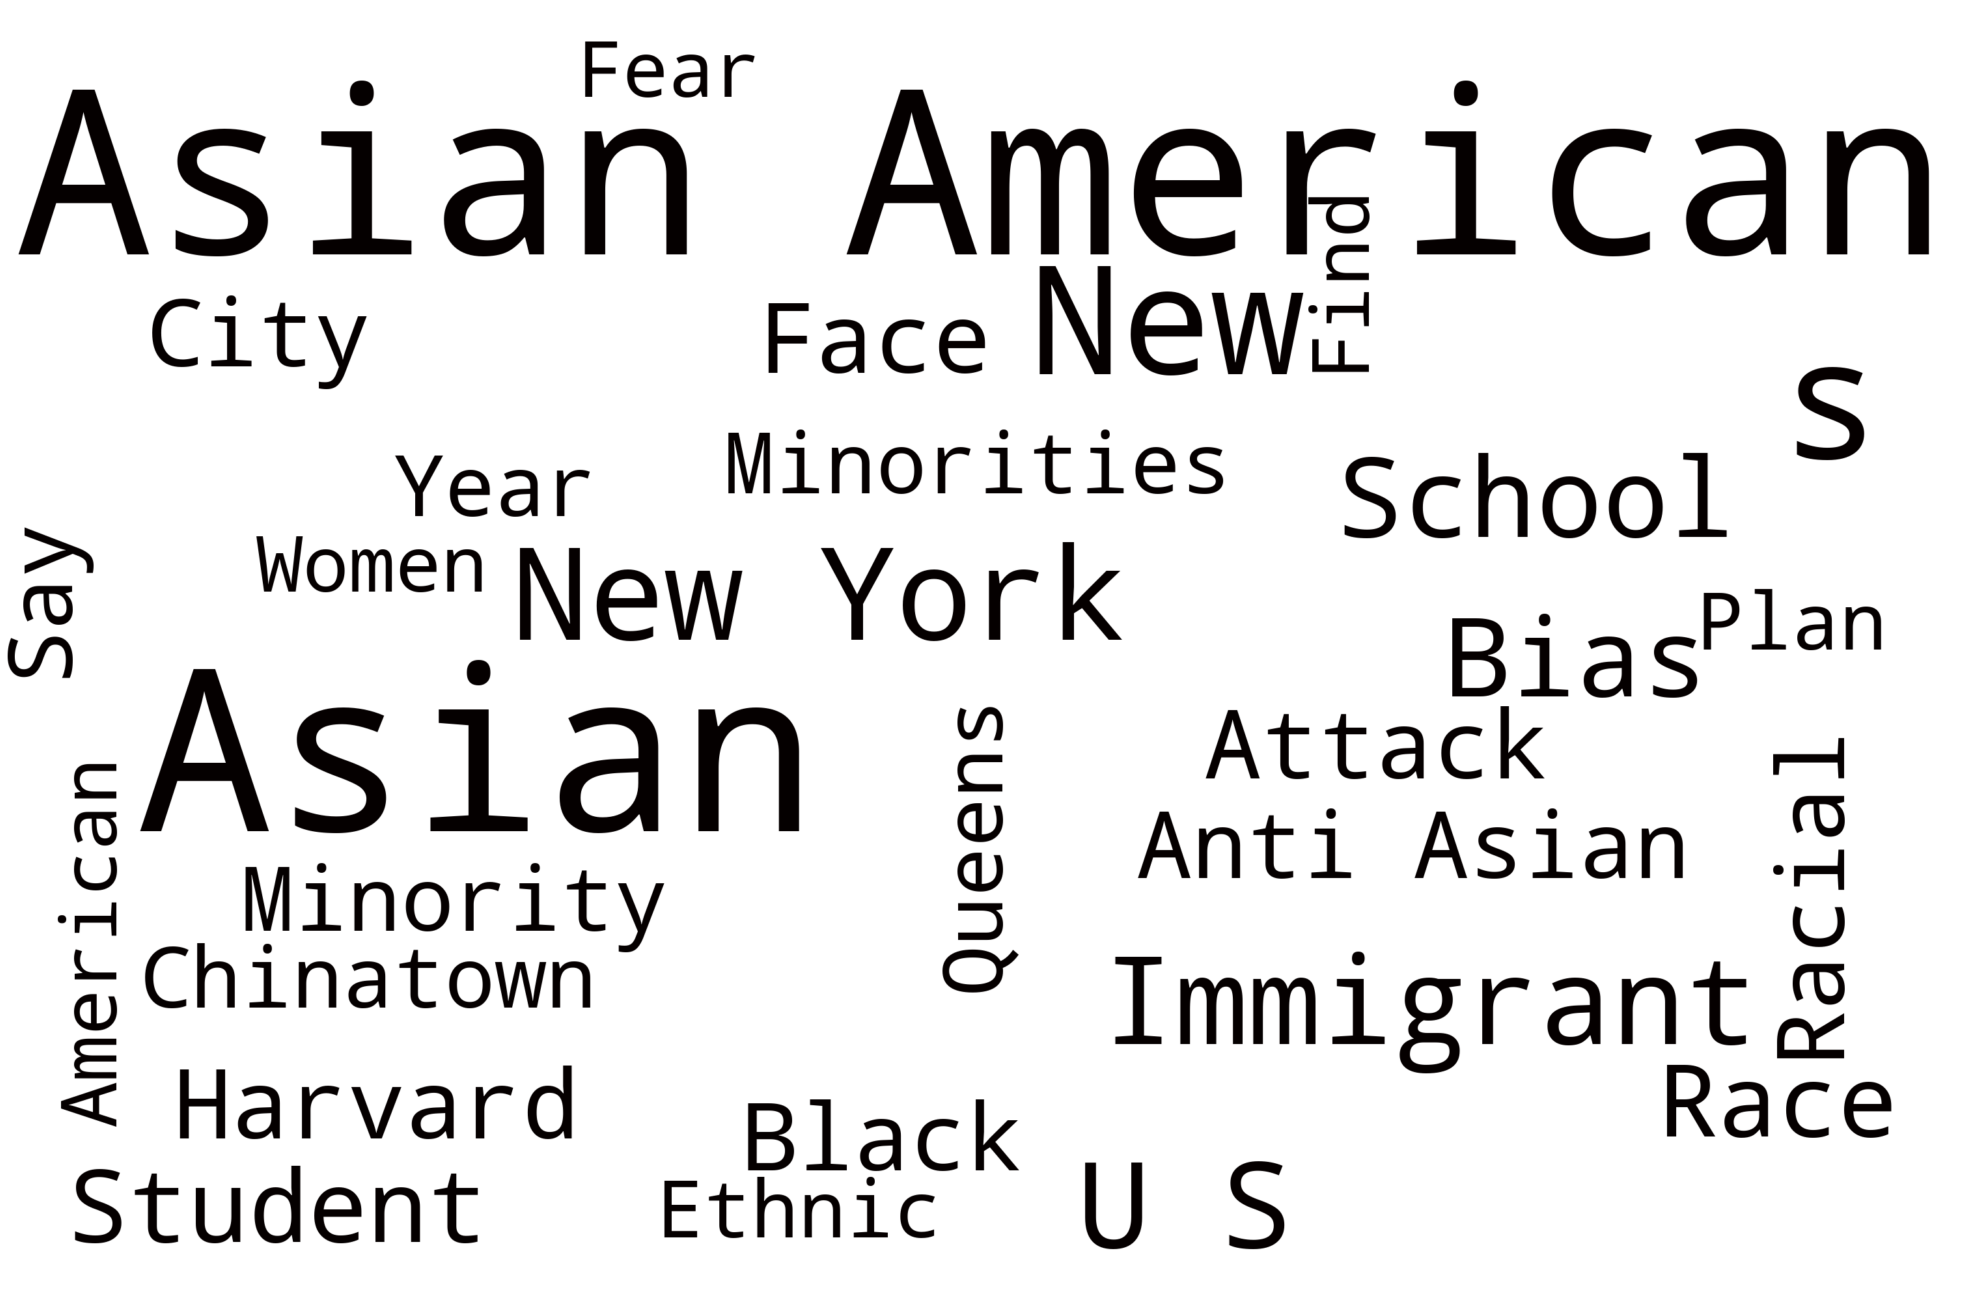 Fear
Asian American
Find
City
Face
New
s
Minorities
Year
School
Say
Women
New York
Plan
Bias
Asian
Queens
Attack
American
Anti Asian
Racial
Minority
Chinatown
Immigrant
Harvard
Race
Black
Student
Ethnic
U S